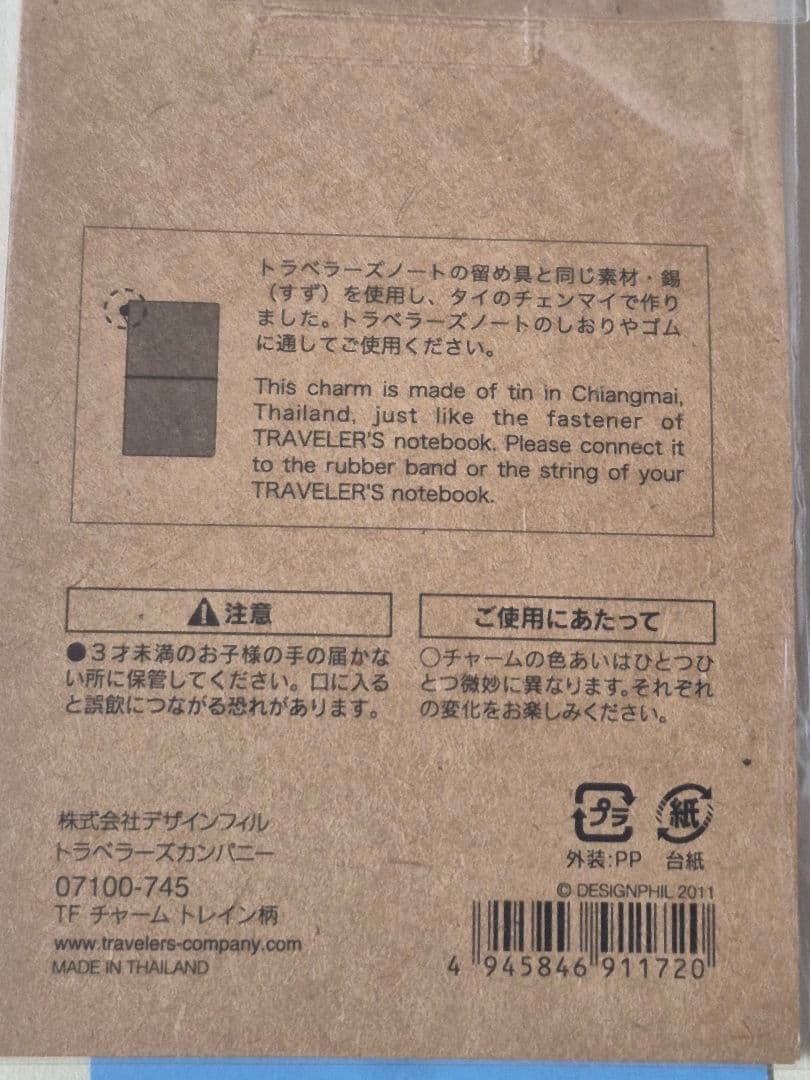 トラベラーズノートの留め具と同じ素材・錫
（すず）を使用し、タイのチェンマイで作り
ました。トラベラーズノートのしおりやゴム
に通してご使用ください。
This charm is made of tin in Chiangmai,
Thailand, just like the fastener of
TRAVELER'S notebook. Please connect it
to the rubber band or the string of your
TRAVELER'S notebook.
注意
●3才未満のお子様の手の届かな
い所に保管してください。口に入る
と誤飲につながる恐れがあります。
ご使用にあたって
○チャームの色あいはひとつひ
とつ微妙に異なります。それぞれ
の変化をお楽しみください。
株式会社デザインフィル
トラベラーズカンパニー
07100-745
TF チャーム トレイン柄
www.travelers-company.com
MADE IN THAILAND
プラ 紙
外装:PP 台紙
© DESIGNPHIL 2011
4 945846 911720